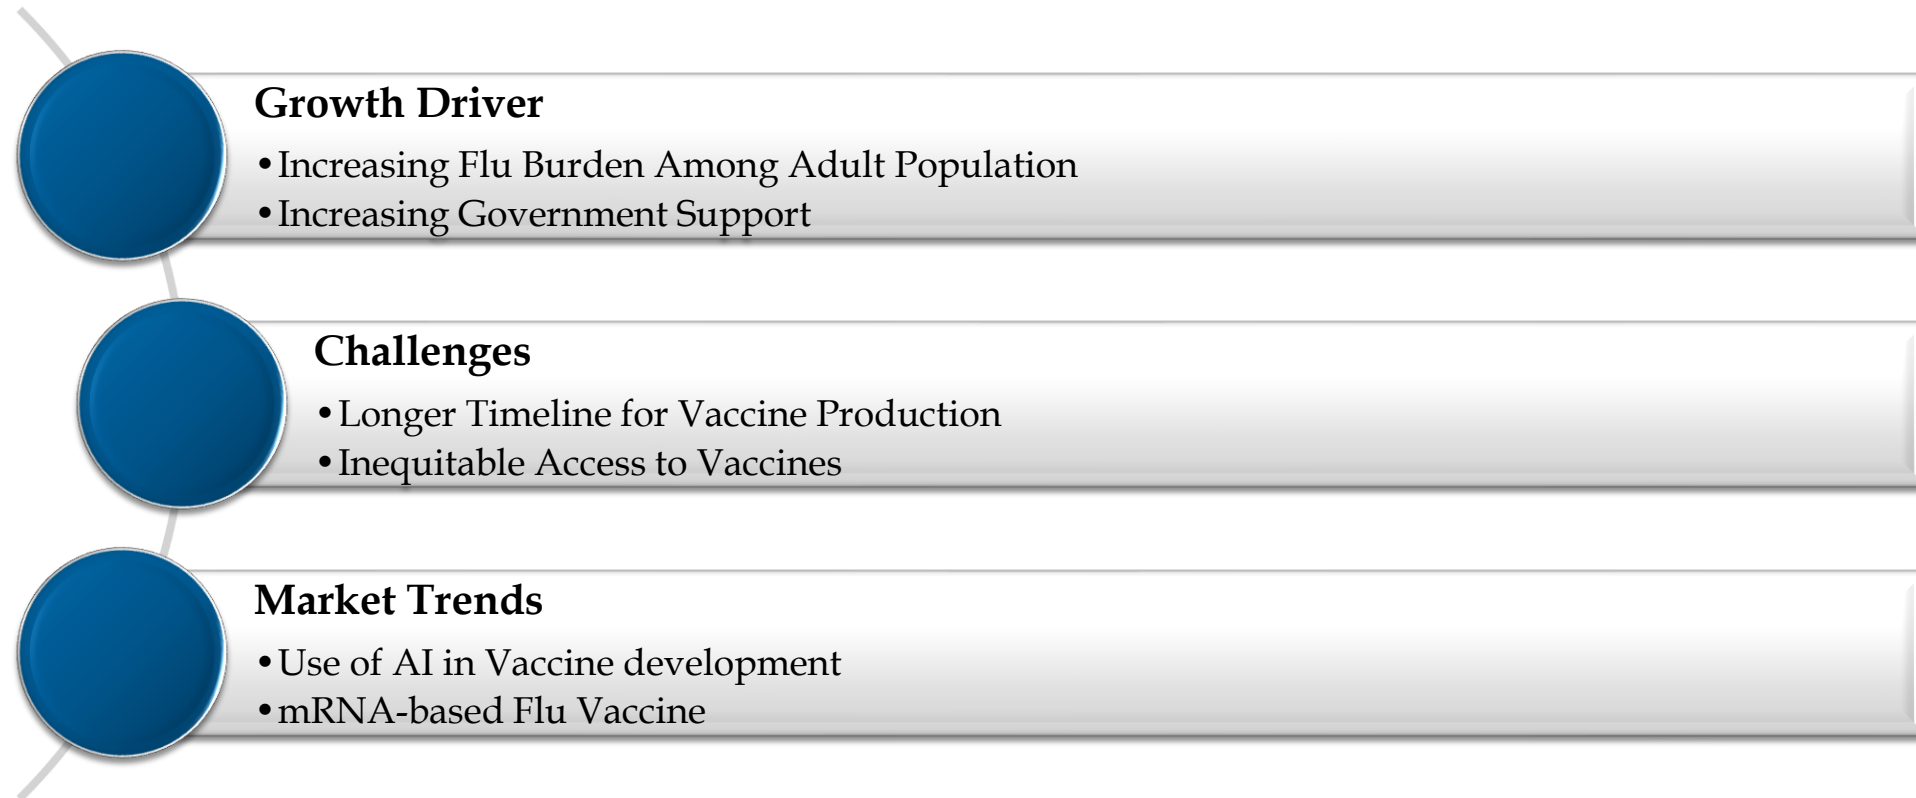 Growth Driver
•Increasing Flu Burden Among Adult Population
•Increasing Government Support
Challenges
•Longer Timeline for Vaccine Production
•Inequitable Access to Vaccines
Market Trends
•Use of AI in Vaccine development
•mRNA-based Flu Vaccine